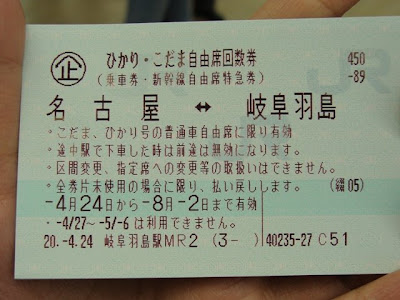 ㊎ ひかり・こだま自由席回数券 450
(乗車券・新幹線自由席特急券) -89
名古屋 ↔ 岐阜羽島
・こだま、ひかり号の普通車自由席に限り有効
・途中駅で下車した時は前途は無効になります。
・区間変更、指定席への変更等の取扱いはできません。
・全券片未使用の場合に限り、払い戻しします。 (綴05)
-4月24日から-8月-2日まで有効
-4/27~-5/-6は利用できません。
20.-4.24 岐阜羽島駅MR2 (3-) 40235-27 C51